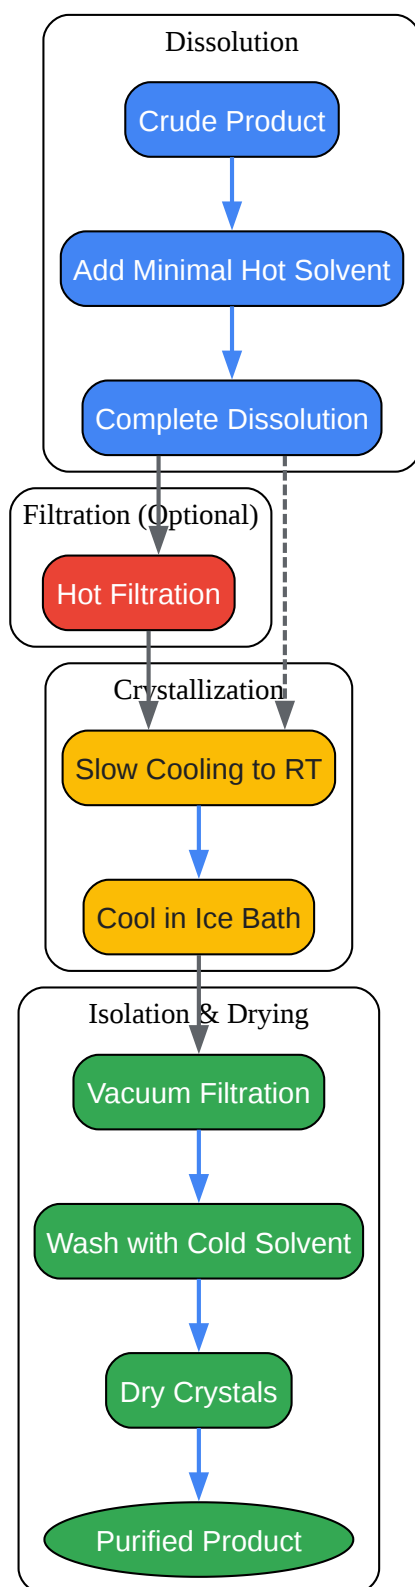 Dissolution
Crude Product
Add Minimal Hot Solvent
Complete Dissolution
Filtration (Optional)
Hot Filtration
Crystallization
Slow Cooling to RT
Cool in Ice Bath
Isolation & Drying
Vacuum Filtration
Wash with Cold Solvent
Dry Crystals
Purified Product